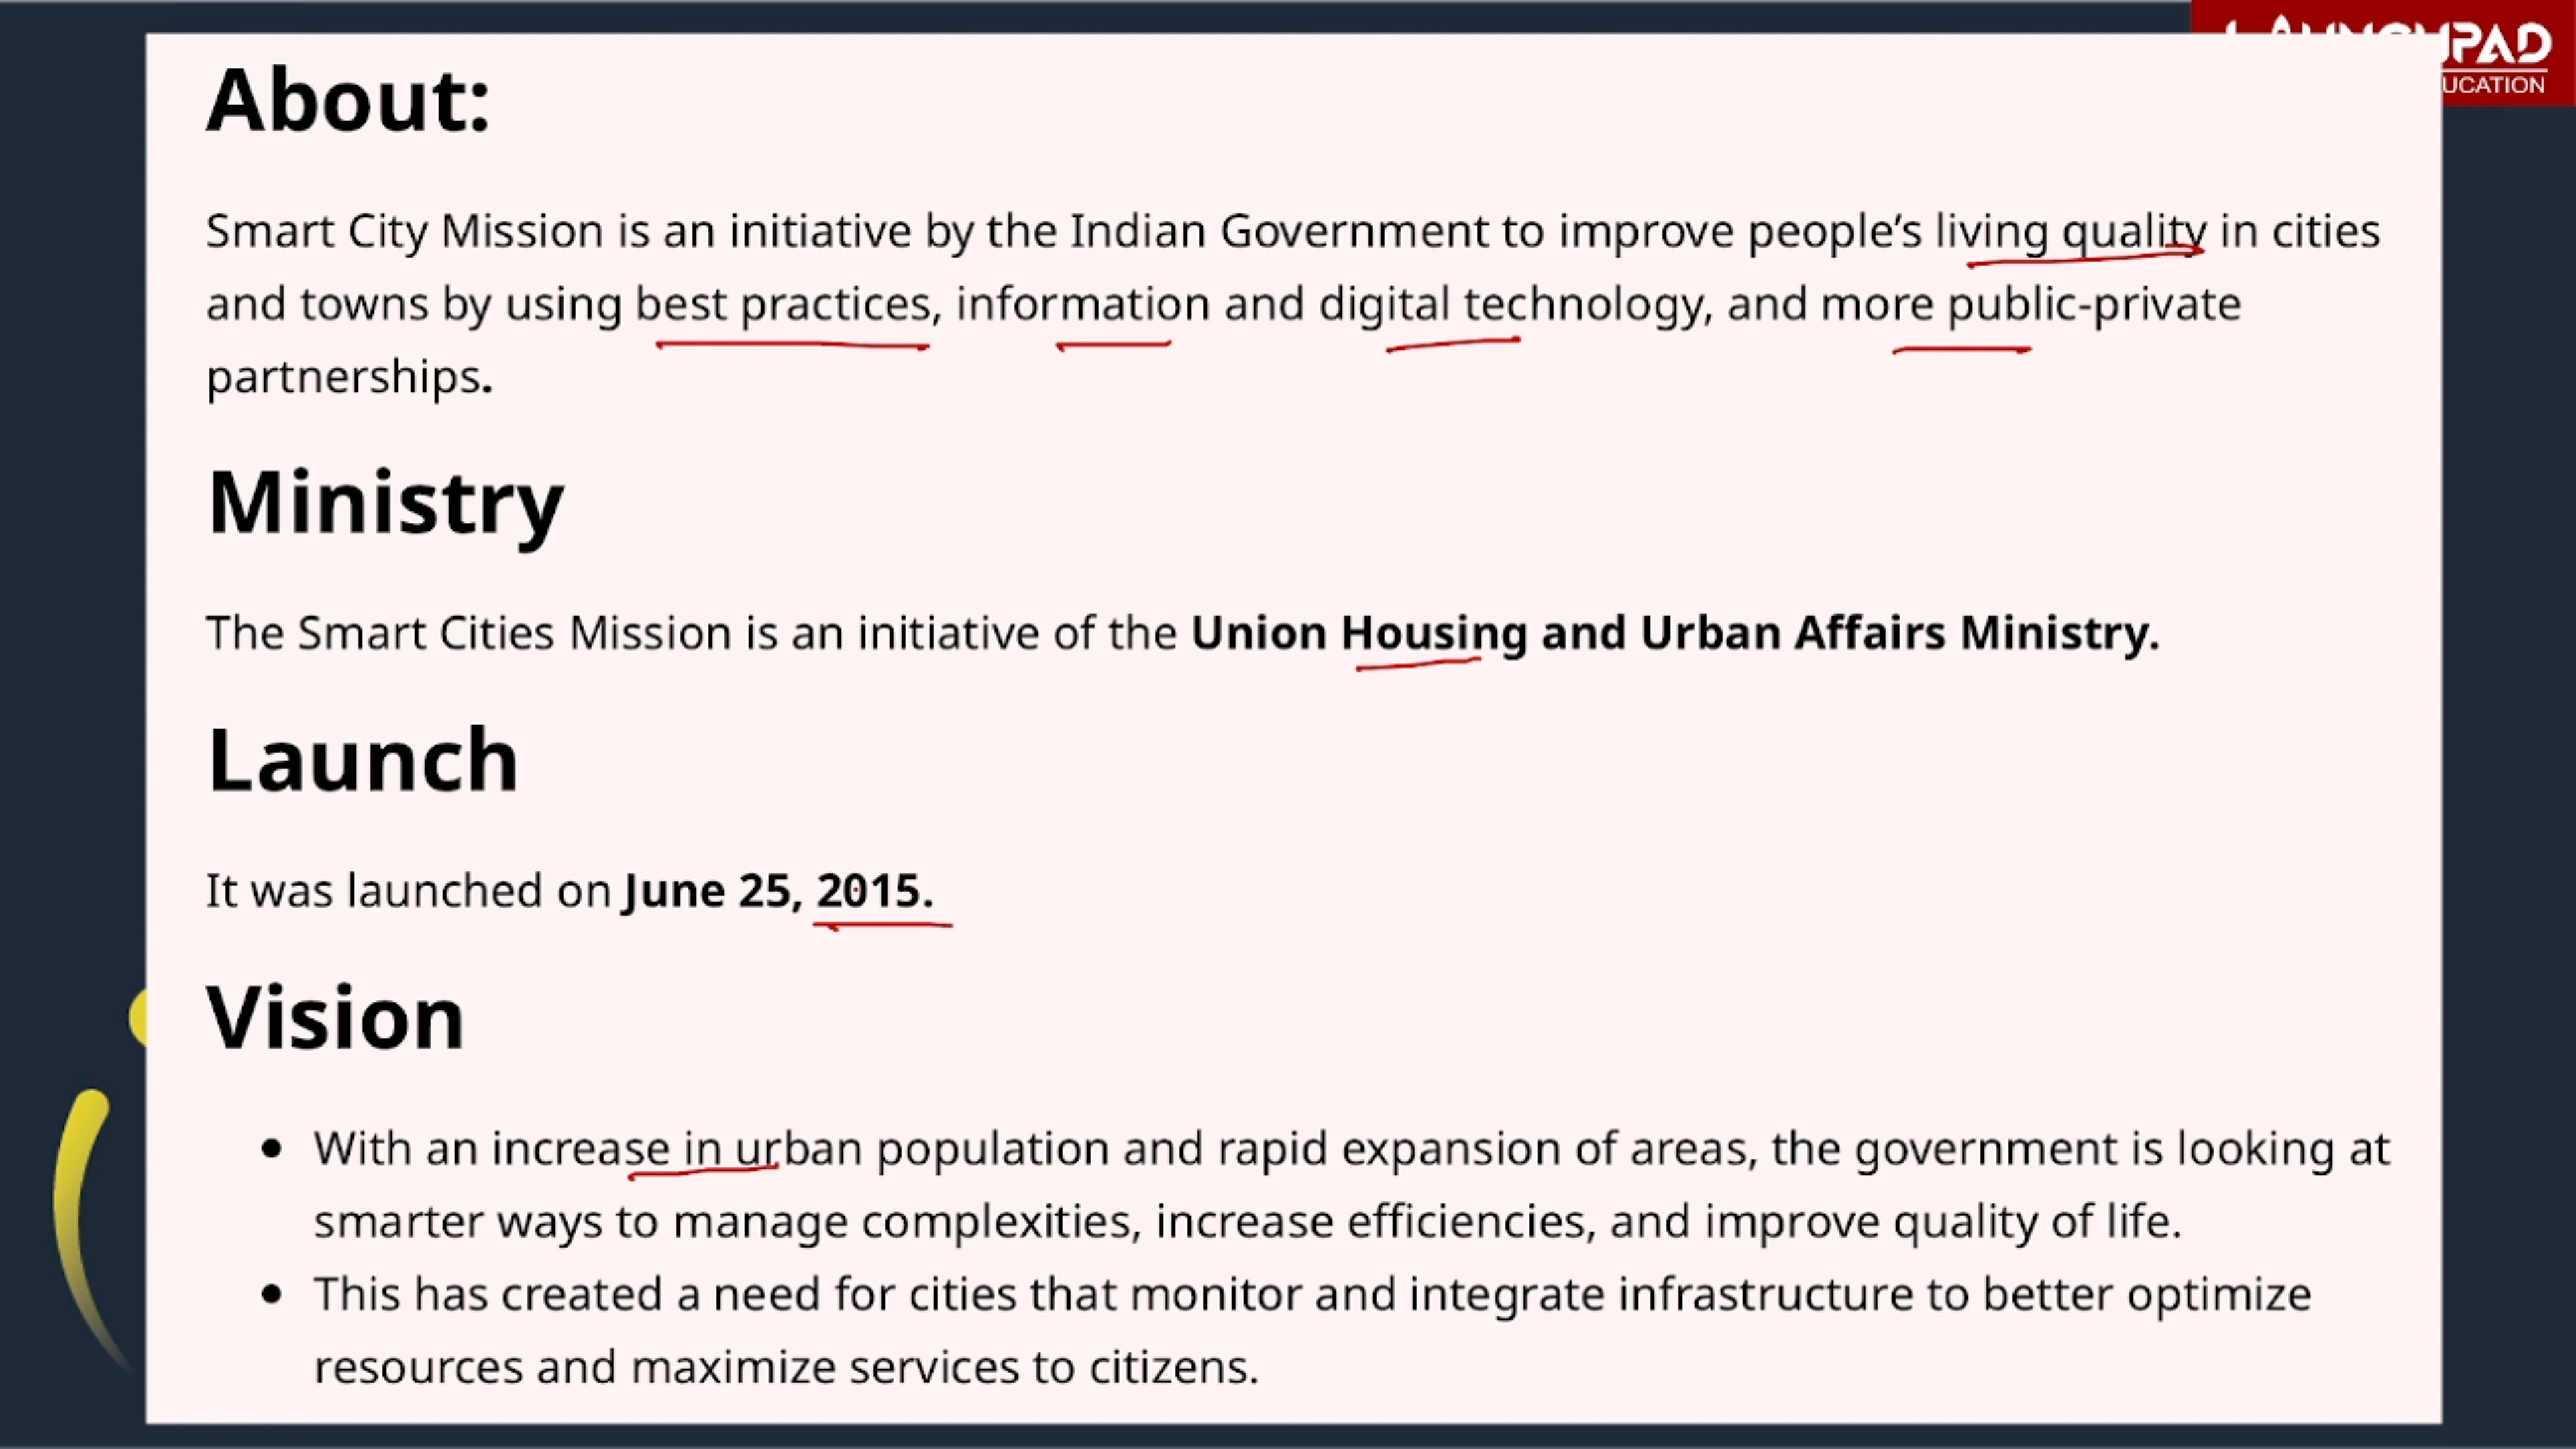 About:
Smart City Mission is an initiative by the Indian Government to improve people’s living quality in cities
and towns by using best practices, information and digital technology, and more public-private
partnerships.
Ministry
The Smart Cities Mission is an initiative of the Union Housing and Urban Affairs Ministry.
Launch
It was launched on June 25, 2015.
Vision
• With an increase in urban population and rapid expansion of areas, the government is looking at
smarter ways to manage complexities, increase efficiencies, and improve quality of life.
• This has created a need for cities that monitor and integrate infrastructure to better optimize
resources and maximize services to citizens.